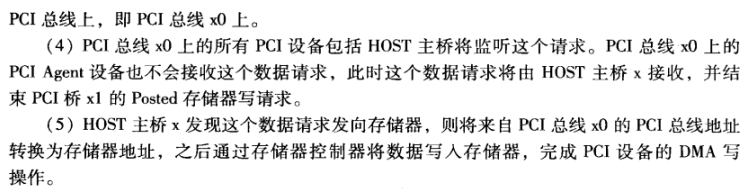 PCI 总线上，即 PCI 总线 x0 上。
（4）PCI 总线 x0 上的所有 PCI 设备包括 HOST 主桥将监听这个请求。PCI 总线 x0 上的
PCI Agent 设备也不会接收这个数据请求，此时这个数据请求将由 HOST 主桥 x 接收，并结
束 PCI 桥 x1 的 Posted 存储器写请求。
（5）HOST 主桥 x 发现这个数据请求发向存储器，则将来自 PCI 总线 x0 的 PCI 总线地址
转换为存储器地址，之后通过存储器控制器将数据写入存储器，完成 PCI 设备的 DMA 写
操作。